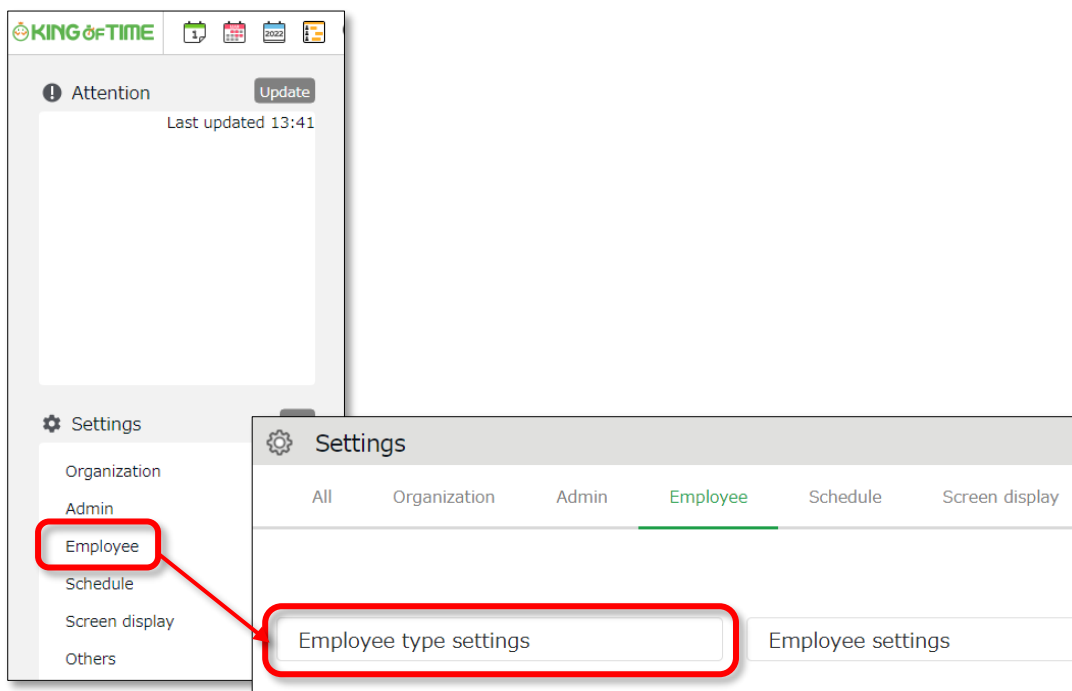 KING OF TIME
1
2022
Attention
Update
Last updated 13:41
Settings
Organization
Admin
Employee
Schedule
Screen display
Others
Settings
All Organization Admin Employee Schedule Screen display
Employee type settings Employee settings